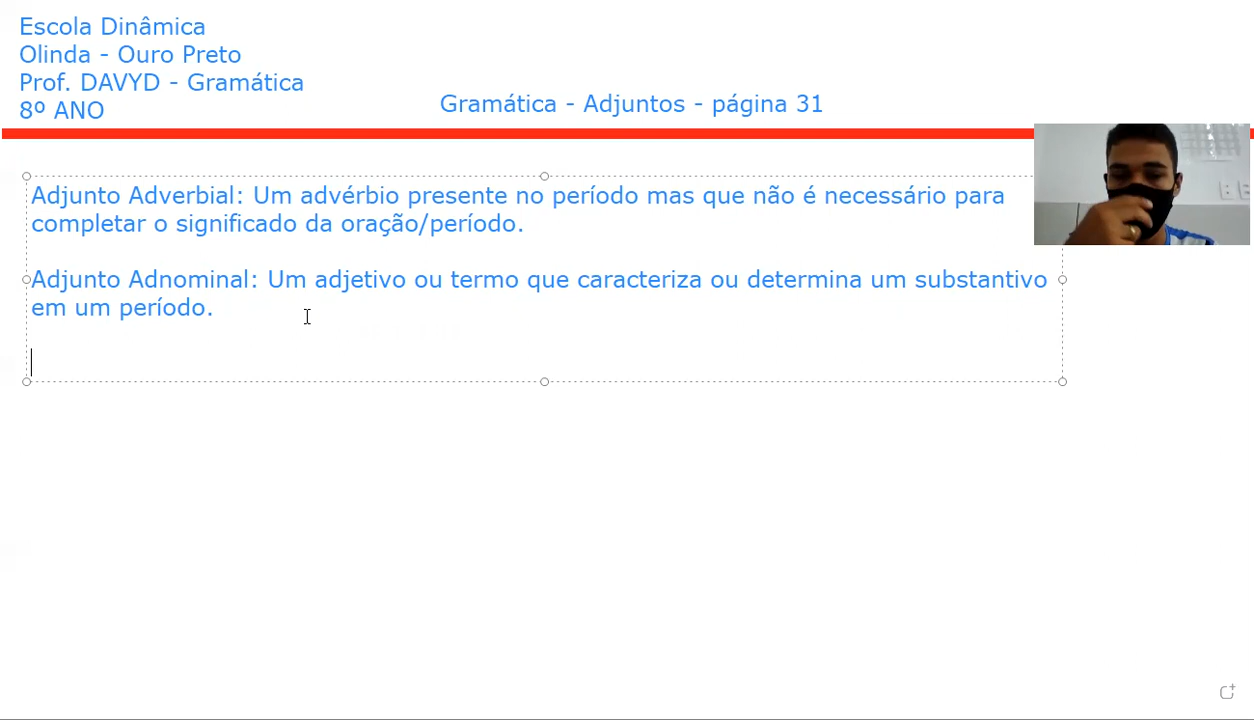 Escola Dinâmica
Olinda - Ouro Preto
Prof. DAVYD - Gramática
8º ANO
Gramática - Adjuntos - página 31
Adjunto Adverbial: Um advérbio presente no período mas que não é necessário para
completar o significado da oração/período.
Adjunto Adnominal: Um adjetivo ou termo que caracteriza ou determina um substantivo
em um período.